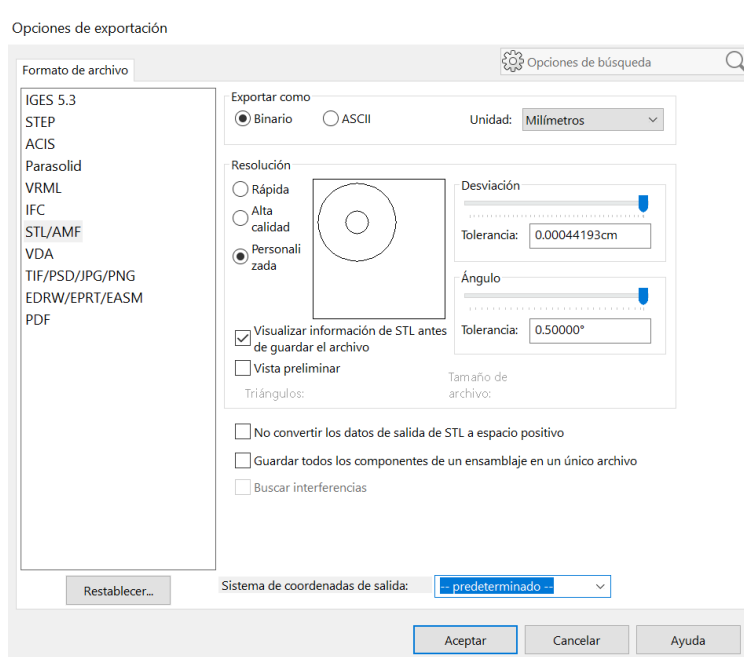 Opciones de exportación
Opciones de búsqueda
Formato de archivo
IGES 5.3
STEP
ACIS
Parasolid
VRML
IFC
STL/AMF
VDA
TIF/PSD/JPG/PNG
EDRW/EPRT/EASM
PDF
Exportar como
Binario
ASCII
Unidad:
Milímetros
Resolución
Rápida
Alta
calidad
Personali
zada
Desviación
Tolerancia:
0.00044193cm
Ángulo
Tolerancia:
0.50000°
Visualizar información de STL antes
de guardar el archivo
Vista preliminar
Triángulos:
Tamaño de
archivo:
No convertir los datos de salida de STL a espacio positivo
Guardar todos los componentes de un ensamblaje en un único archivo
Buscar interferencias
Restablecer...
Sistema de coordenadas de salida:
-- predeterminado --
Aceptar
Cancelar
Ayuda